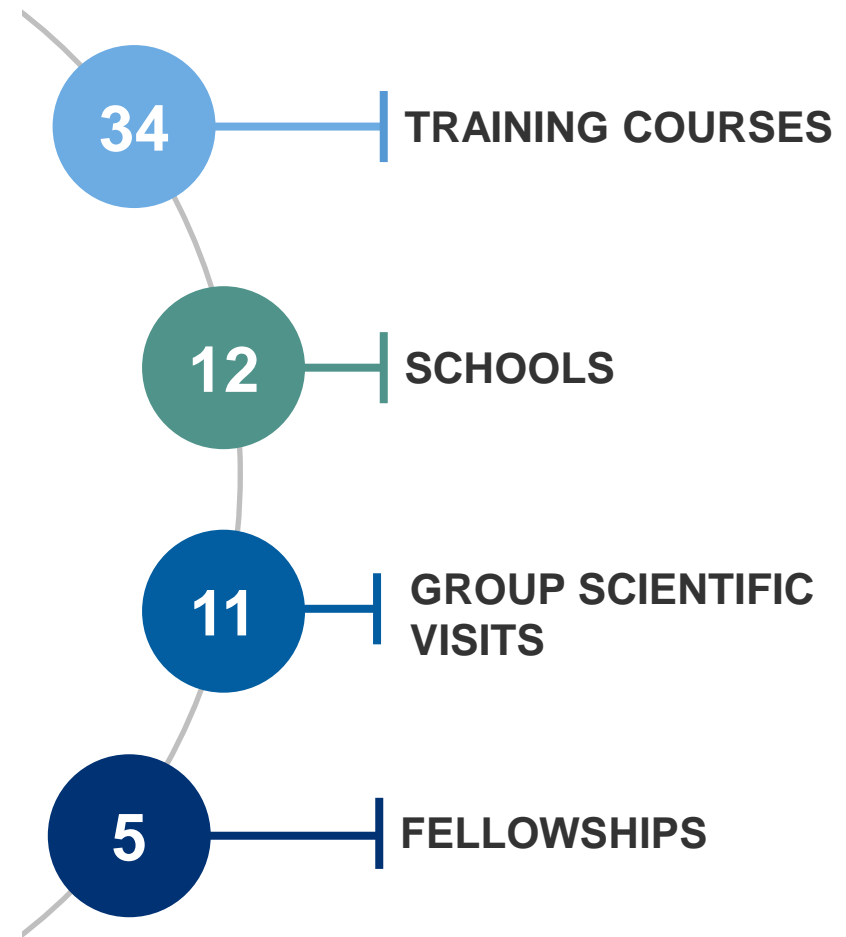 34
TRAINING COURSES
12
SCHOOLS
11
GROUP SCIENTIFIC
VISITS
5
FELLOWSHIPS